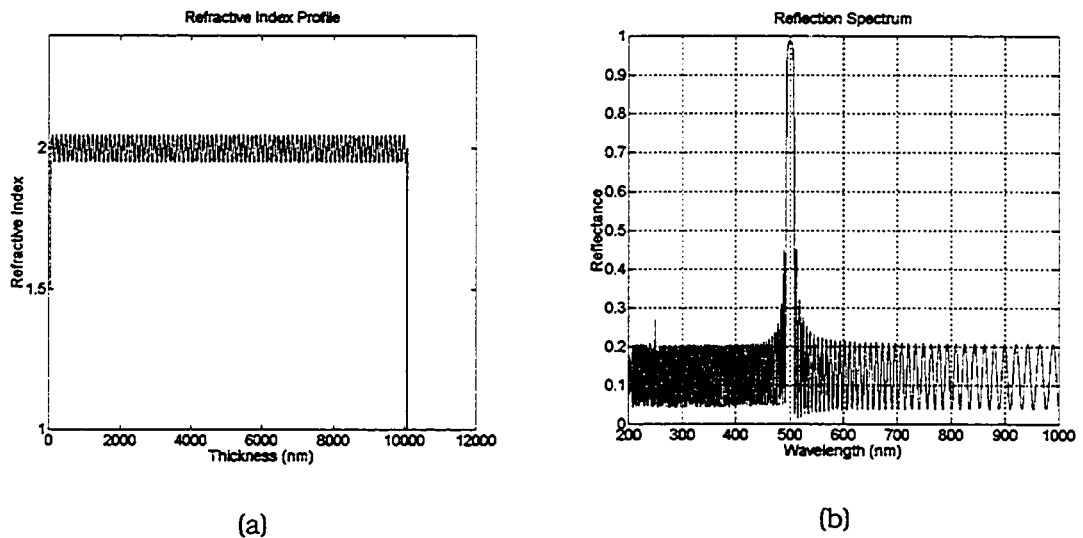 Refractive Index Profile
Refractive Index
2
1.5
1
0 2000 4000 6000 8000 10000 12000
Thickness (nm)
(a)
Reflection Spectrum
Reflectance
1
0.9
0.8
0.7
0.6
0.5
0.4
0.3
0.2
0.1
0
200 300 400 500 600 700 800 900 1000
Wavelength (nm)
(b)